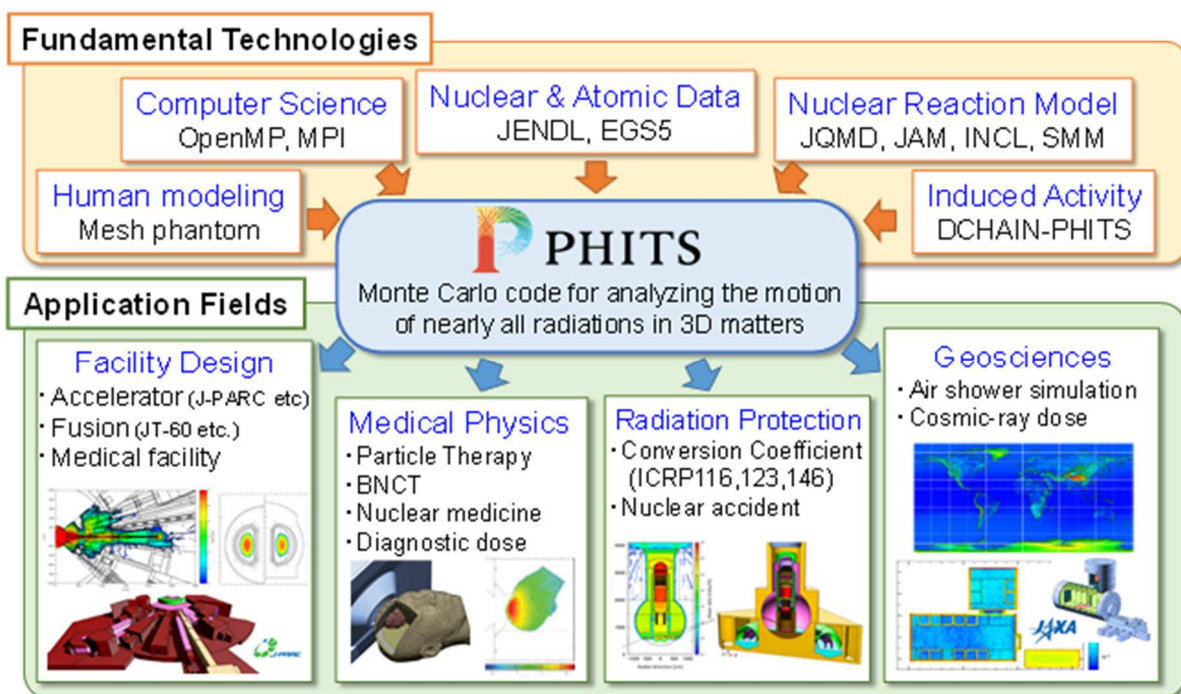 Fundamental Technologies
Computer Science
OpenMP, MPI
Nuclear & Atomic Data
JENDL, EGS5
Nuclear Reaction Model
JQMD, JAM, INCL, SMM
Human modeling
Mesh phantom
Induced Activity
DCHAIN-PHITS
PHITS
Monte Carlo code for analyzing the motion
of nearly all radiations in 3D matters
Application Fields
Facility Design
・Accelerator (J-PARC etc)
・Fusion (JT-60 etc.)
・Medical facility
J-PARC
Medical Physics
・Particle Therapy
・BNCT
・Nuclear medicine
・Diagnostic dose
Radiation Protection
・Conversion Coefficient
(ICRP116,123,146)
・Nuclear accident
Geosciences
・Air shower simulation
・Cosmic-ray dose
JAXA